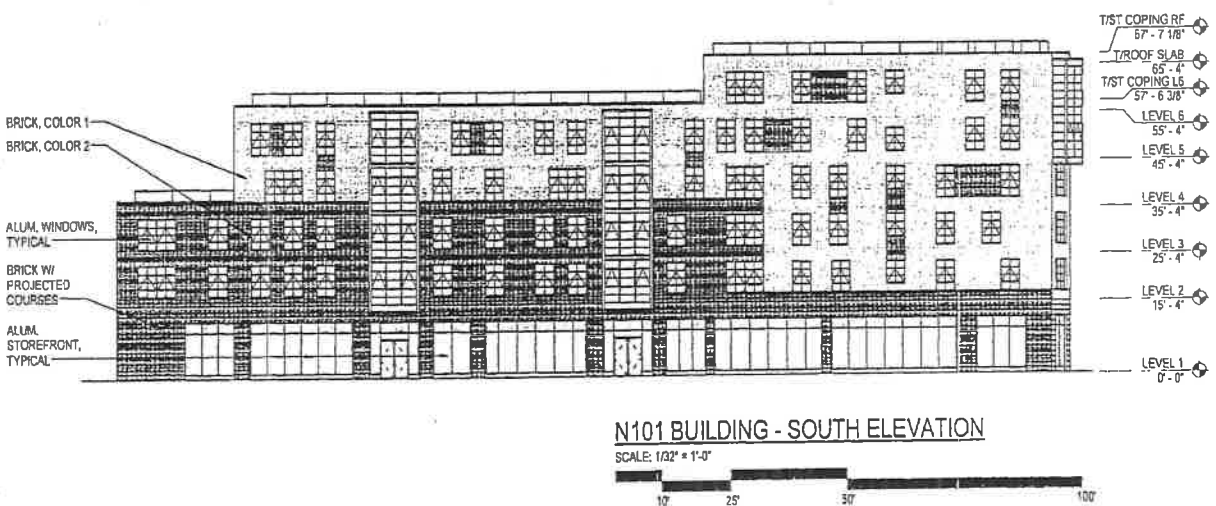 T/ST COPING RF
67' - 7 1/8"
T/ROOF SLAB
65' - 4"
T/ST COPING L6
57' - 6 3/8"
LEVEL 6
55' - 4"
LEVEL 5
45' - 4"
LEVEL 4
35' - 4"
LEVEL 3
25' - 4"
LEVEL 2
15' - 4"
LEVEL 1
0' - 0"
BRICK, COLOR 1
BRICK, COLOR 2
ALUM. WINDOWS,
TYPICAL
BRICK W/
PROJECTED
COURSES
ALUM.
STOREFRONT,
TYPICAL
N101 BUILDING - SOUTH ELEVATION
SCALE: 1/32" = 1'-0"
10' 25' 50' 100'